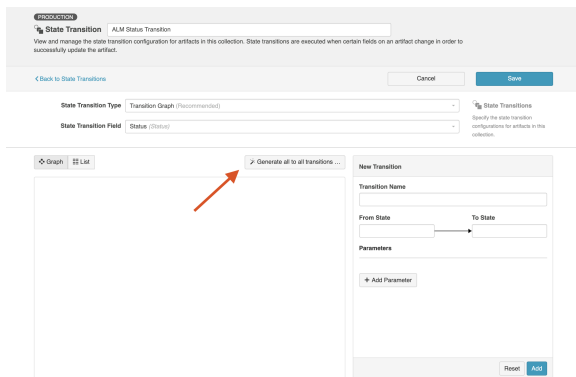 PRODUCTION
State Transition ALM Status Transition
View and manage the state transition configuration for artifacts in this collection. State transitions are executed when certain fields on an artifact change in order to
successfully update the artifact.
Back to State Transitions Cancel Save
State Transition Type Transition Graph (Recommended)
State Transition Field Status (Status)
State Transitions
Specify the state transition
configurations for artifacts in this
collection.
Graph List Generate all to all transitions ...
New Transition
Transition Name
From State To State
Parameters
+ Add Parameter
Reset Add